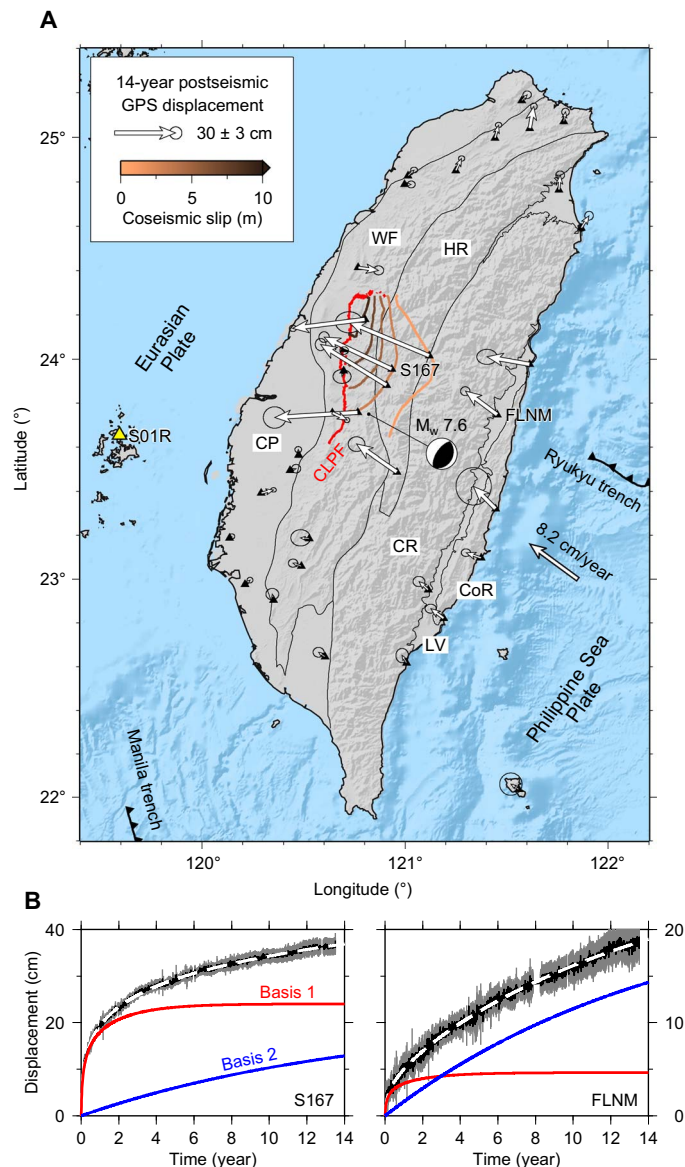 A
14-year postseismic
GPS displacement
30 ± 3 cm
0 5 10
Coseismic slip (m)
25°
24°
23°
22°
Latitude (°)
WF
HR
Eurasian
Plate
S167
FLNM
S01R
CP
CLPF
Mw 7.6
Ryukyu trench
8.2 cm/year
CR
CoR
LV
Philippine Sea
Plate
Manila trench
120° 121° 122°
Longitude (°)
B
40
20
0
Displacement (cm)
Basis 1
Basis 2
S167
0 2 4 6 8 10 12 14
Time (year)
20
10
0
FLNM
0 2 4 6 8 10 12 14
Time (year)